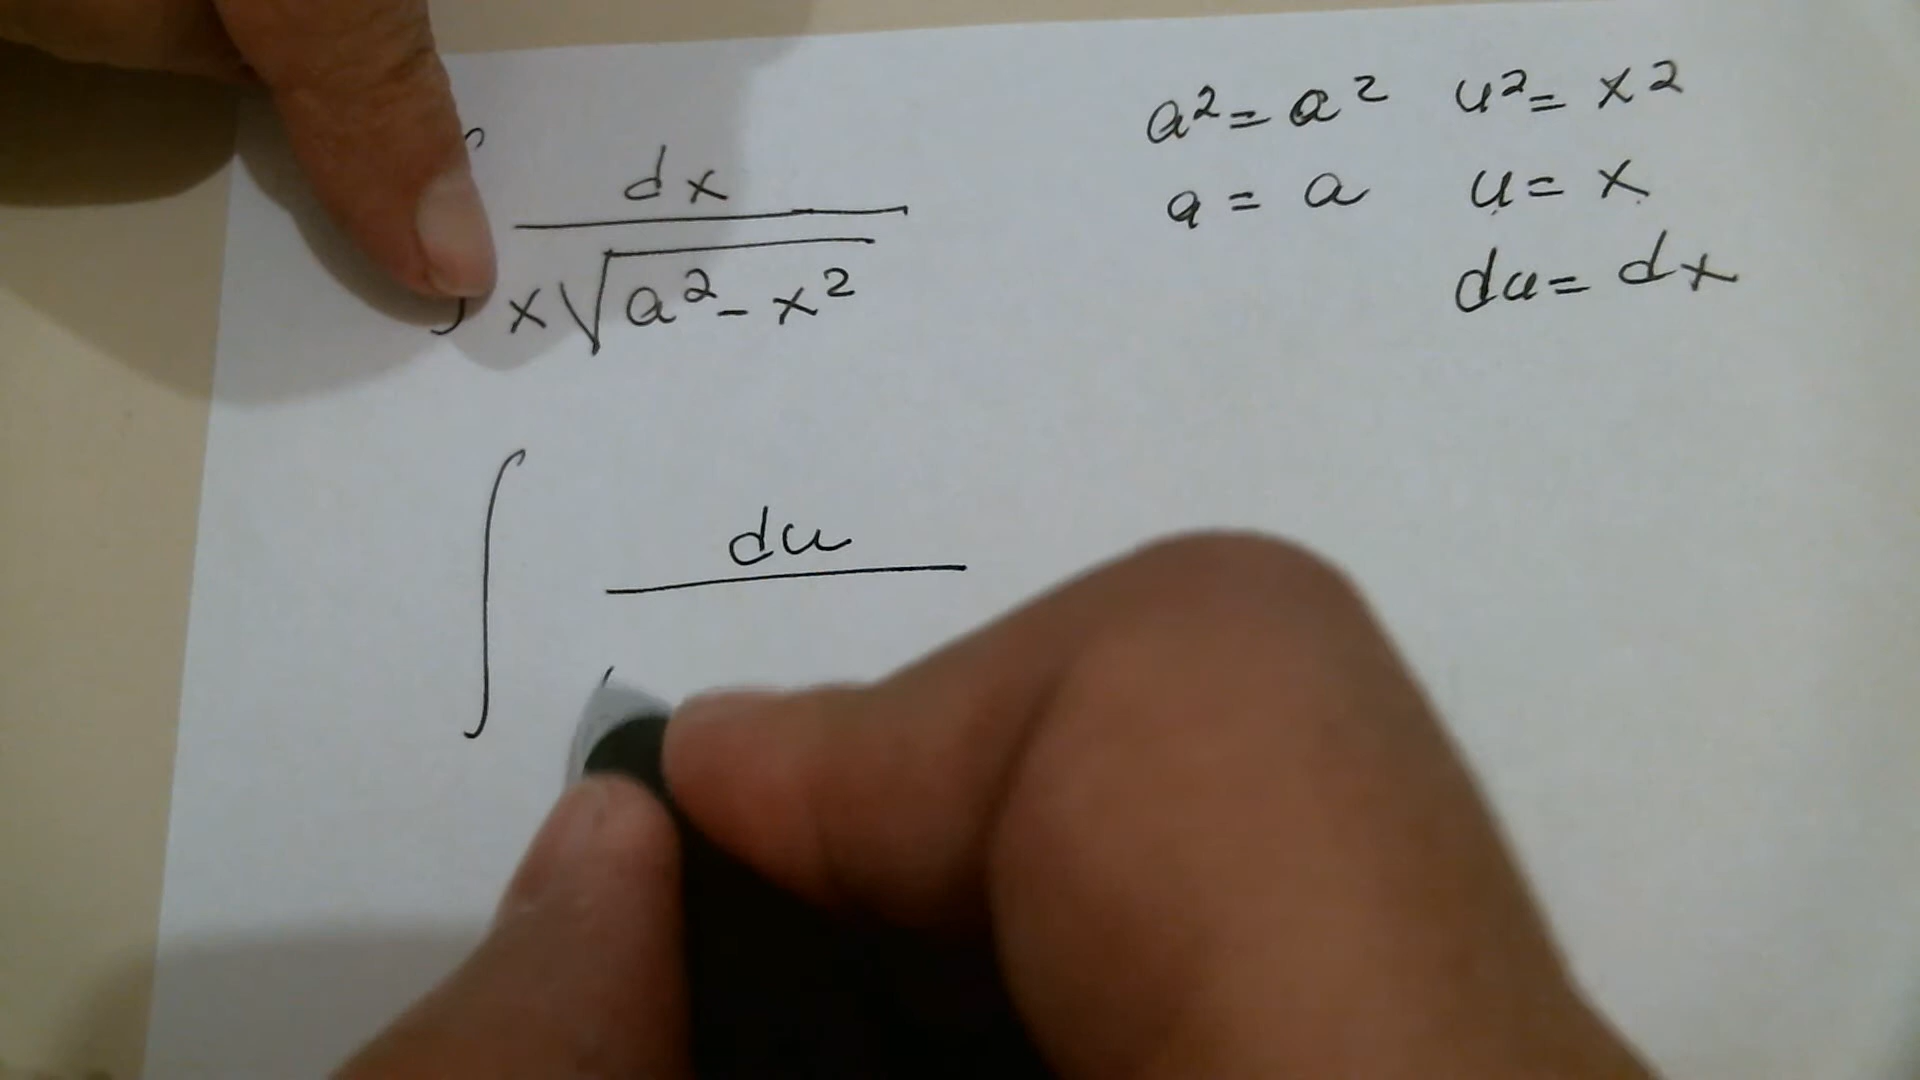 ∫ dx
x√a²-x²
a²=a² u²=x²
a=a u=x
du=dx
∫ du